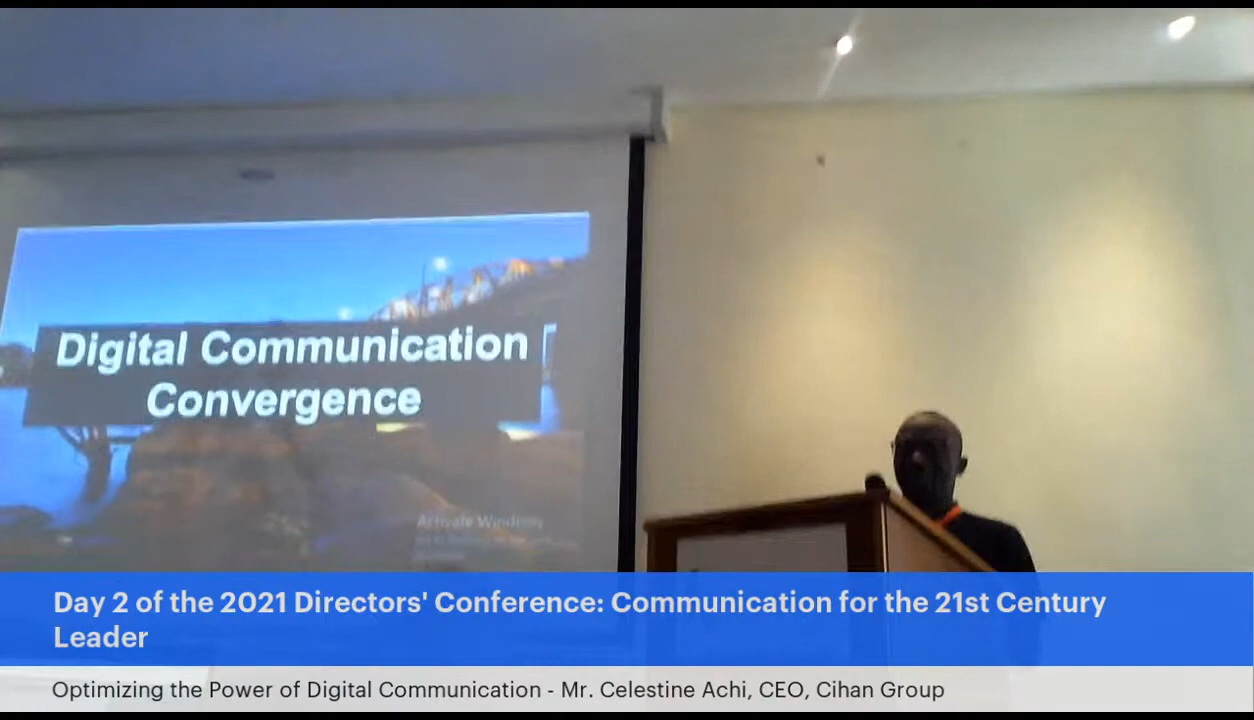 Digital Communication
Convergence
Activate Windows
Day 2 of the 2021 Directors' Conference: Communication for the 21st Century
Leader
Optimizing the Power of Digital Communication - Mr. Celestine Achi, CEO, Cihan Group